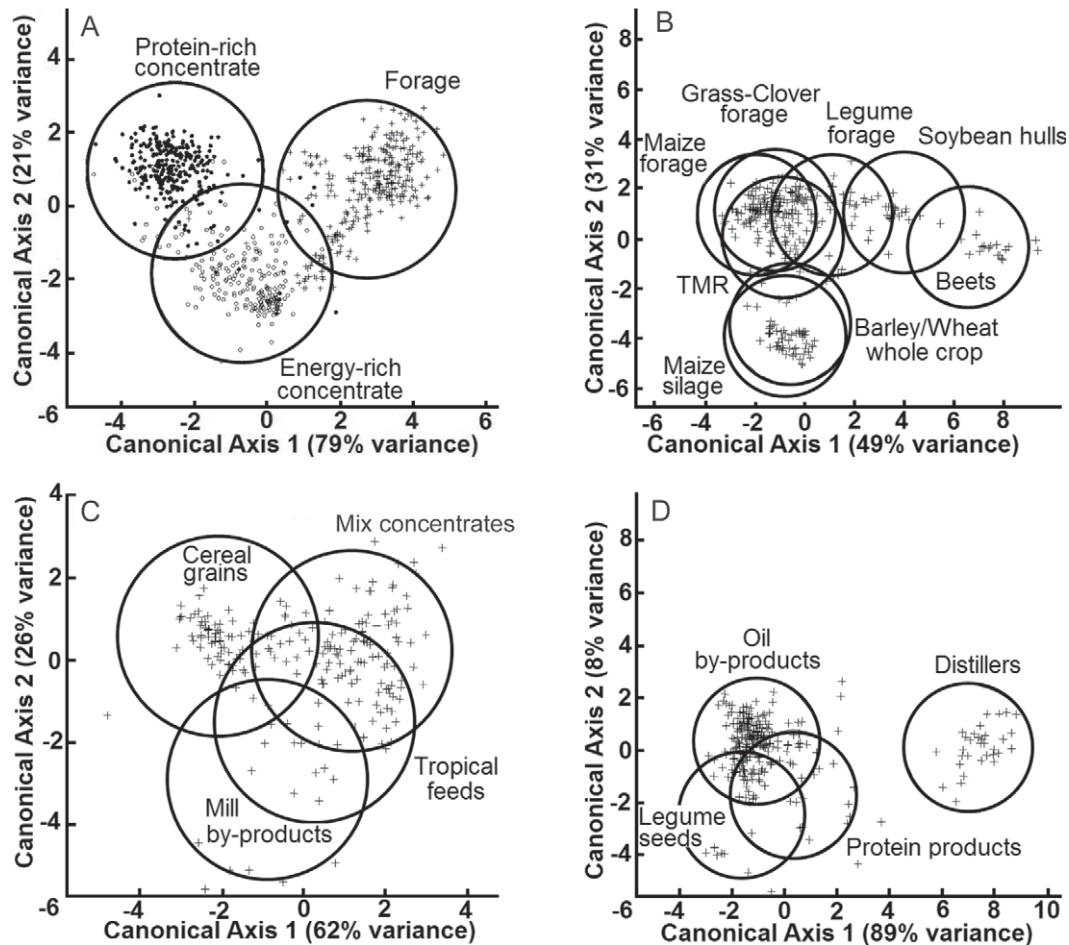 A
4
2
0
-2
-4
-6
Canonical Axis 2 (21% variance)
Protein-rich
concentrate
Forage
Energy-rich
concentrate
-4
-2
0
2
4
6
Canonical Axis 1 (79% variance)
B
8
6
4
2
0
-2
-4
-6
Canonical Axis 2 (31% variance)
Grass-Clover
forage
Maize
forage
Legume
forage
Soybean hulls
TMR
Beets
Barley/Wheat
whole crop
Maize
silage
-6
-4
-2
0
2
4
6
8
Canonical Axis 1 (49% variance)
C
4
2
0
-2
-4
-6
Canonical Axis 2 (26% variance)
Cereal
grains
Mix concentrates
Tropical
feeds
Mill
by-products
-4
-2
0
2
4
Canonical Axis 1 (62% variance)
D
8
6
4
2
0
-2
-4
-6
Canonical Axis 2 (8% variance)
Oil
by-products
Distillers
Legume
seeds
Protein products
-4
-2
0
2
4
6
8
10
Canonical Axis 1 (89% variance)